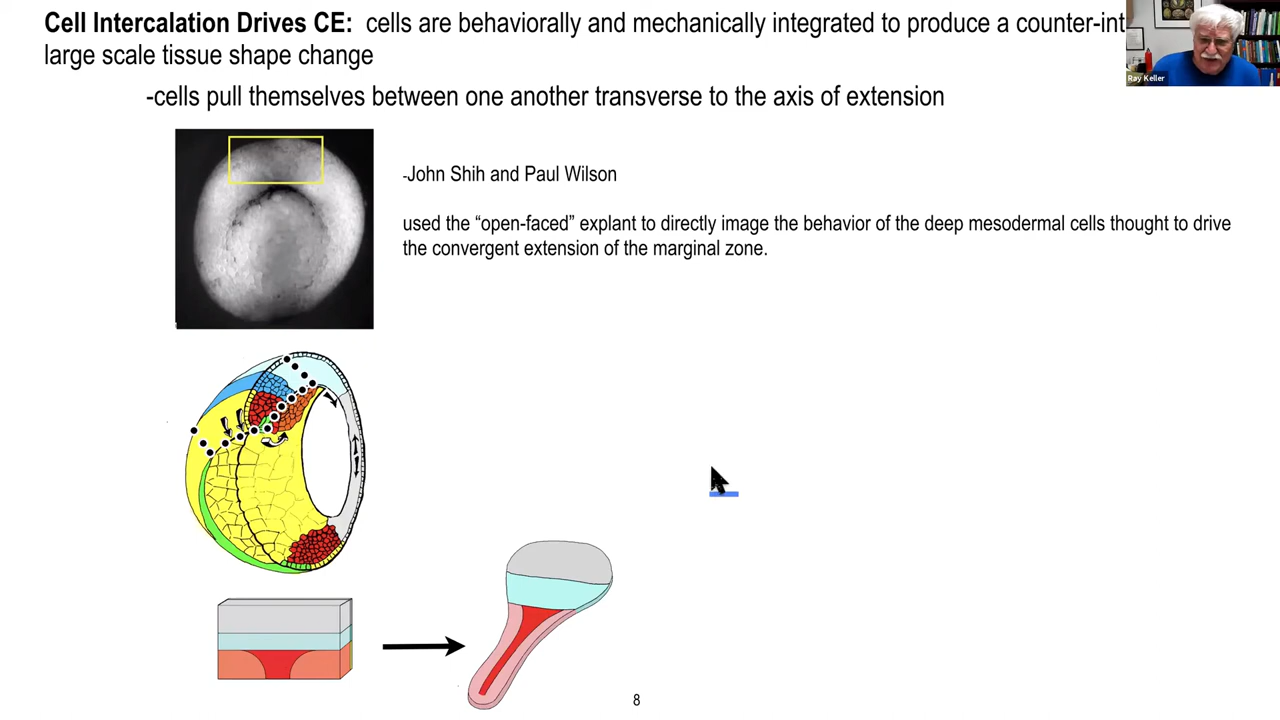 Cell Intercalation Drives CE: cells are behaviorally and mechanically integrated to produce a
large scale tissue shape change
-cells pull themselves between one another transverse to the axis of extension
Ray Keller
-John Shih and Paul Wilson
used the “open-faced” explant to directly image the behavior of the deep mesodermal cells thought to drive
the convergent extension of the marginal zone.
8